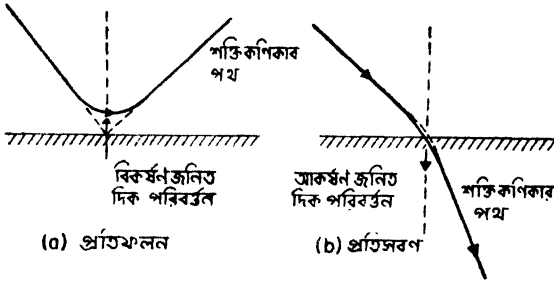 শক্তিকণিকার
পথ
বিকর্ষণজনিত
দিক পরিবর্তন
(a) প্রতিফলন
আকর্ষণ জনিত
দিক পরিবর্তন
শক্তিকণিকার
পথ
(b) প্রতিসরণ